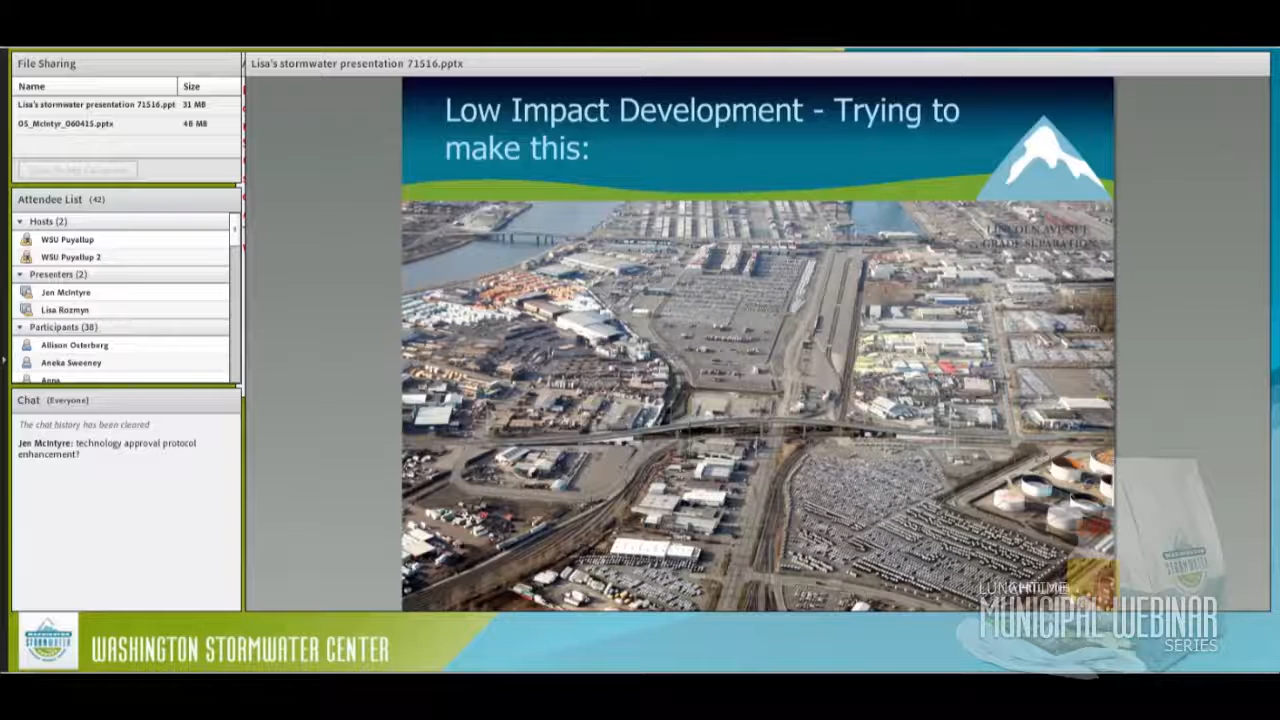 File Sharing
Name Size
Lisa's stormwater presentation 71516.ppt 31 MB
OS_McIntyr_060415.pptx 48 MB
Attendee List (42)
Hosts (2)
WSU Puyallup
WSU Puyallup 2
Presenters (2)
Jen McIntyre
Lisa Rozmyn
Participants (38)
Allison Osterberg
Aneka Sweeney
Anna
Chat (Everyone)
The chat history has been cleared
Jen McIntyre: technology approval protocol
enhancement?
Lisa's stormwater presentation 71516.pptx
Low Impact Development - Trying to
make this:
LINCOLN AVENUE
GRADE SEPARATION
WASHINGTON STORMWATER CENTER
LUNCHTIME
MUNICIPAL WEBINAR
SERIES